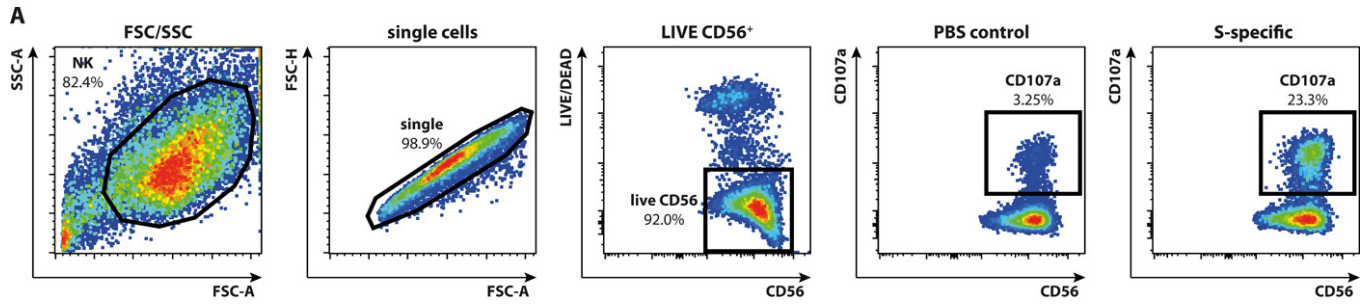 A
FSC/SSC
SSC-A
NK
82.4%
FSC-A
single cells
FSC-H
single
98.9%
FSC-A
LIVE CD56⁺
LIVE/DEAD
live CD56
92.0%
CD56
PBS control
CD107a
CD107a
3.25%
CD56
S-specific
CD107a
CD107a
23.3%
CD56